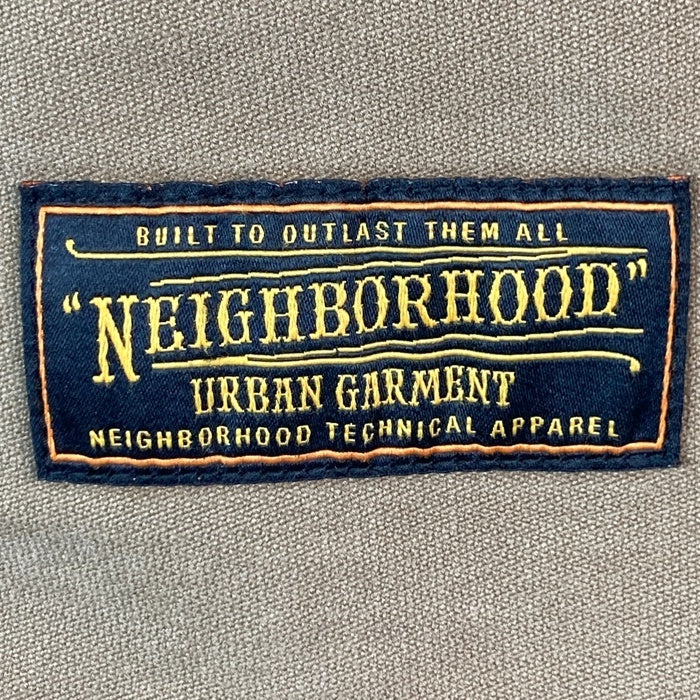 BUILT TO OUTLAST THEM ALL
"NEIGHBORHOOD"
URBAN GARMENT
NEIGHBORHOOD TECHNICAL APPAREL